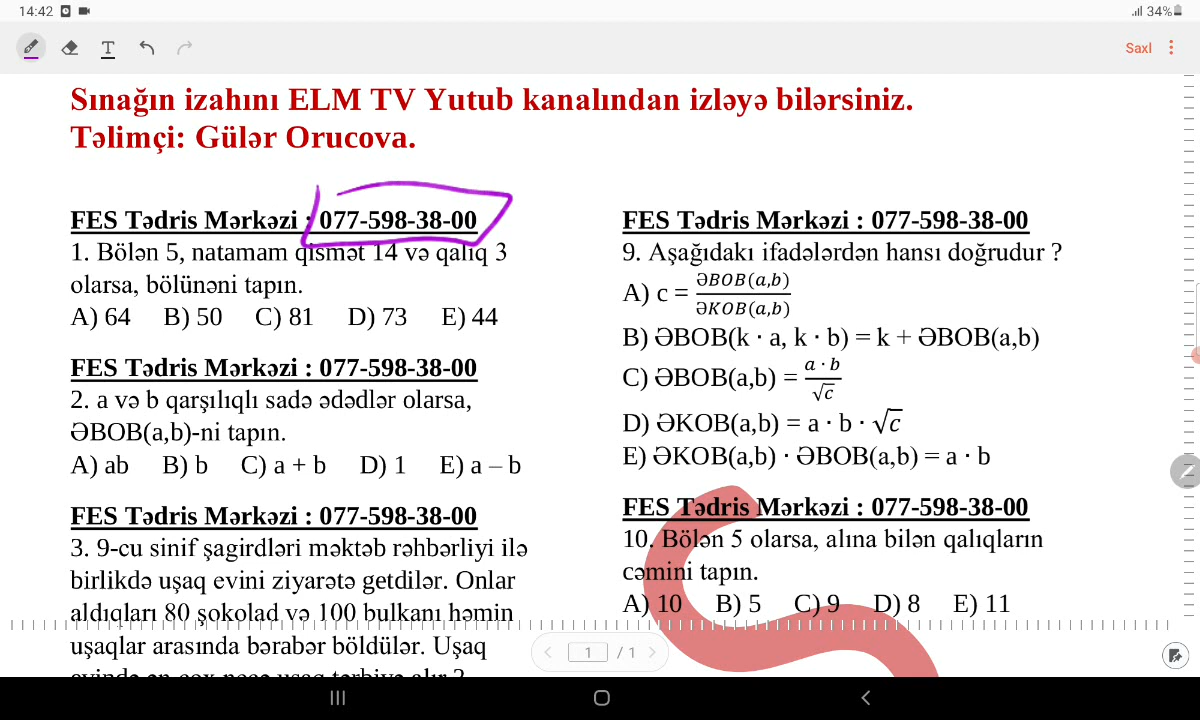 14:42
34%
T
Saxl
Sınağın izahını ELM TV Yutub kanalından izləyə bilərsiniz.
Təlimçi: Gülər Orucova.
FES Tədris Mərkəzi : 077-598-38-00
1. Bölən 5, natamam qismət 14 və qalıq 3
olarsa, bölünəni tapın.
A) 64 B) 50 C) 81 D) 73 E) 44
FES Tədris Mərkəzi : 077-598-38-00
2. a və b qarşılıqlı sadə ədədlər olarsa,
ƏBOB(a,b)-ni tapın.
A) ab B) b C) a + b D) 1 E) a – b
FES Tədris Mərkəzi : 077-598-38-00
3. 9-cu sinif şagirdləri məktəb rəhbərliyi ilə
birlikdə uşaq evini ziyarətə getdilər. Onlar
aldıqları 80 şokolad və 100 bulkanı həmin
uşaqlar arasında bərabər böldülər. Uşaq
evində ən çox neçə uşaq tərbiyə alır ?
FES Tədris Mərkəzi : 077-598-38-00
9. Aşağıdakı ifadələrdən hansı doğrudur ?
A) c = ƏBOB(a,b)/ƏKOB(a,b)
B) ƏBOB(k · a, k · b) = k + ƏBOB(a,b)
C) ƏBOB(a,b) = a · b/√c
D) ƏKOB(a,b) = a · b · √c
E) ƏKOB(a,b) · ƏBOB(a,b) = a · b
FES Tədris Mərkəzi : 077-598-38-00
10. Bölən 5 olarsa, alına bilən qalıqların
cəmini tapın.
A) 10 B) 5 C) 9 D) 8 E) 11
1 / 1